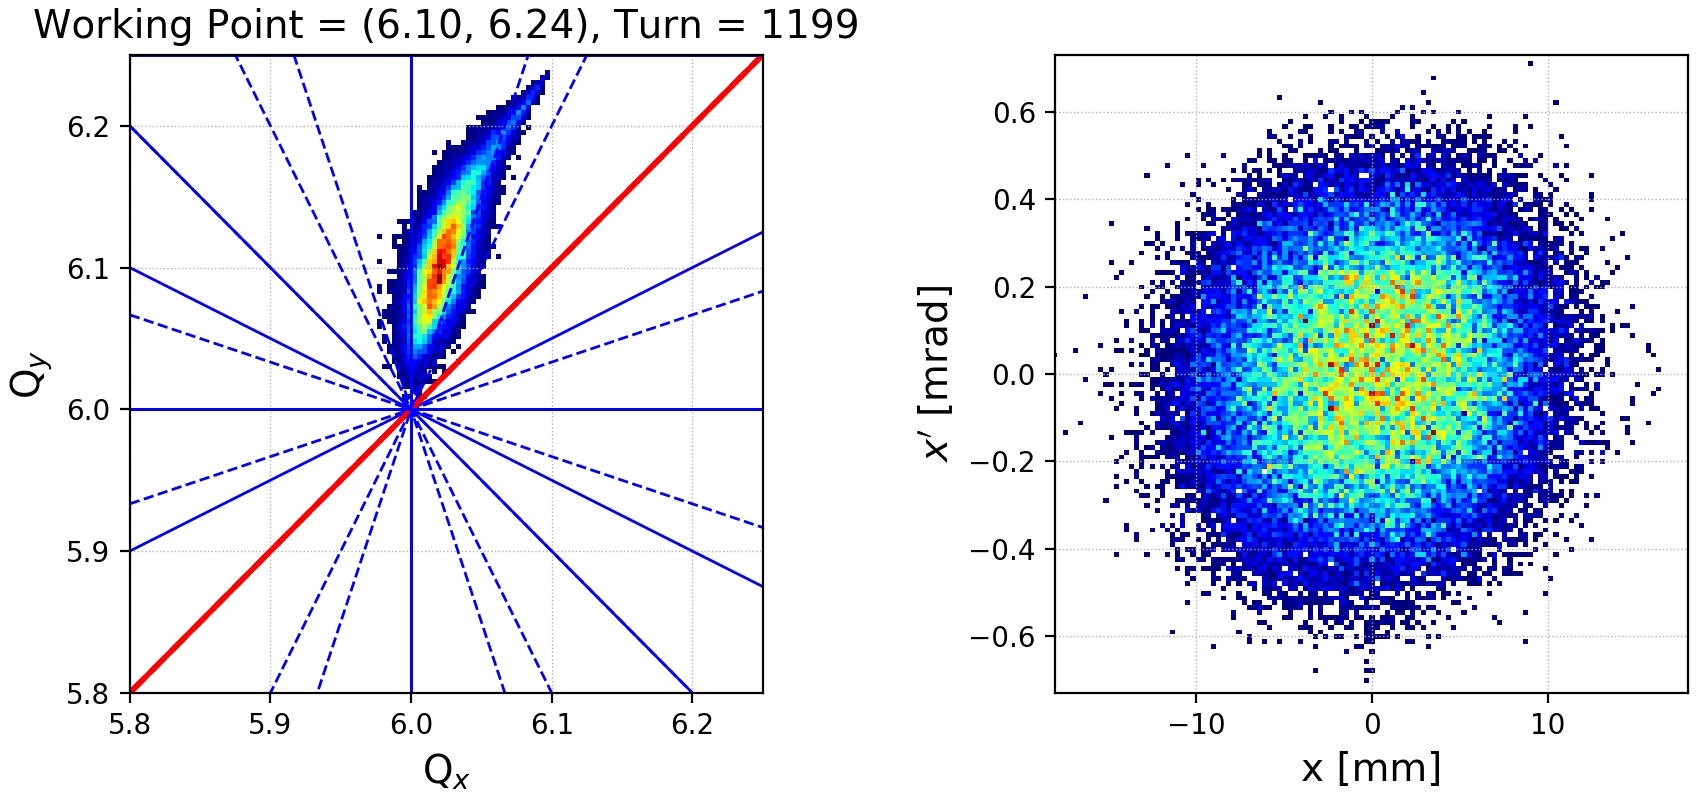 Working Point = (6.10, 6.24), Turn = 1199
6.2
6.1
6.0
5.9
5.8
Qy
5.8 5.9 6.0 6.1 6.2
Qx
0.6
0.4
0.2
0.0
−0.2
−0.4
−0.6
x′ [mrad]
−10 0 10
x [mm]